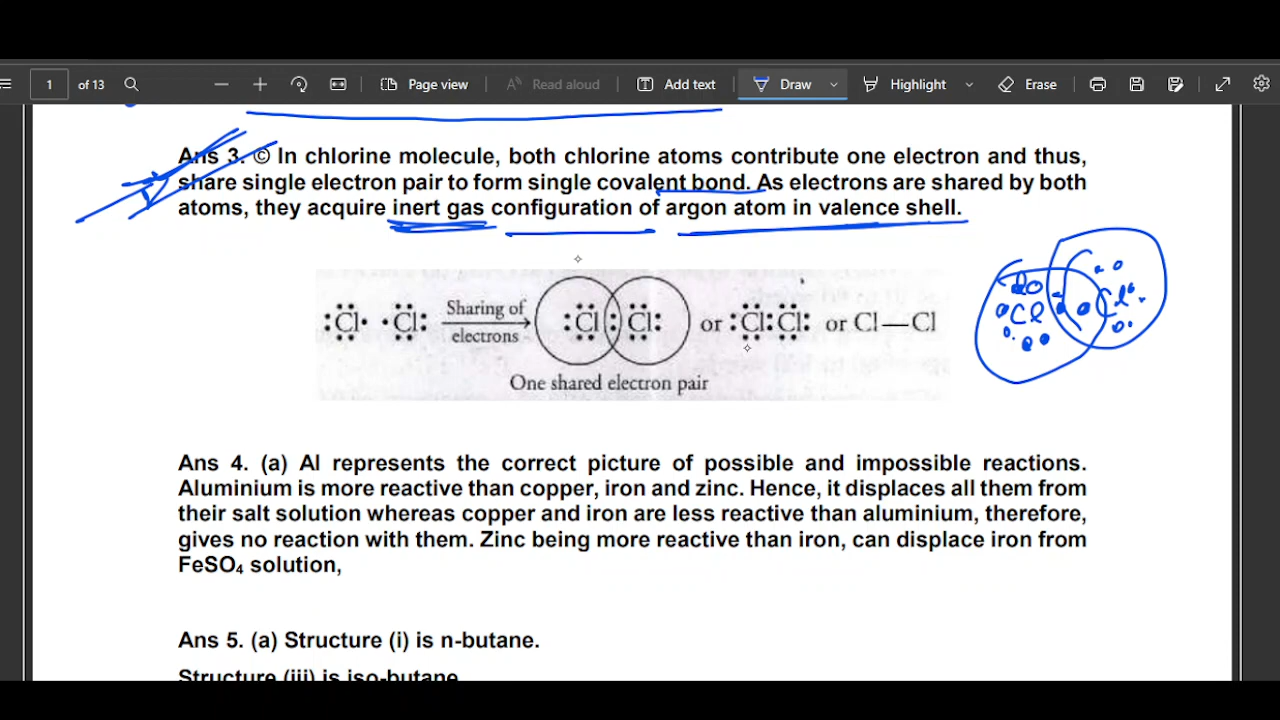 1 of 13 Page view Read aloud Add text Draw Highlight Erase
Ans 3. © In chlorine molecule, both chlorine atoms contribute one electron and thus,
share single electron pair to form single covalent bond. As electrons are shared by both
atoms, they acquire inert gas configuration of argon atom in valence shell.
Cl Cl Sharing of electrons Cl Cl or Cl Cl or Cl—Cl
One shared electron pair
Cl Cl
Ans 4. (a) Al represents the correct picture of possible and impossible reactions.
Aluminium is more reactive than copper, iron and zinc. Hence, it displaces all them from
their salt solution whereas copper and iron are less reactive than aluminium, therefore,
gives no reaction with them. Zinc being more reactive than iron, can displace iron from
FeSO₄ solution,
Ans 5. (a) Structure (i) is n-butane.
Structure (iii) is iso-butane